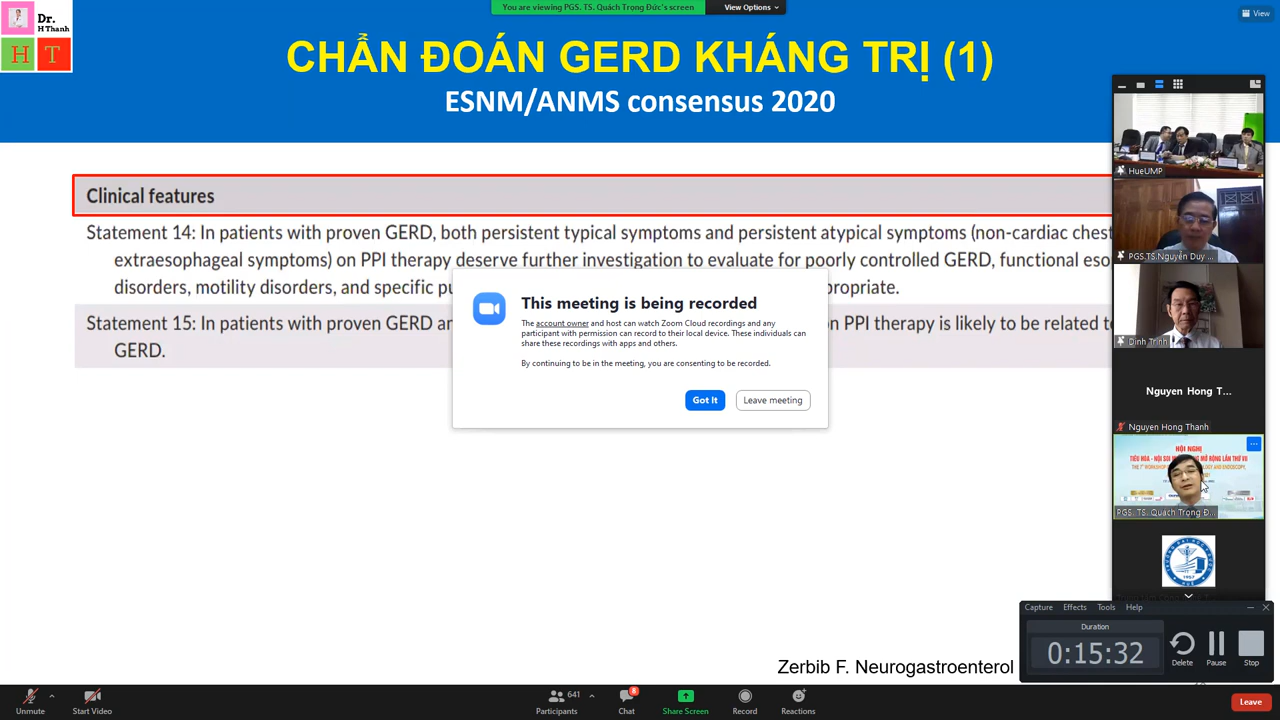 You are viewing PGS. TS. Quách Trọng Đức's screen
View Options
View
Dr.
H Thanh
H T
CHẨN ĐOÁN GERD KHÁNG TRỊ (1)
ESNM/ANMS consensus 2020
Clinical features
Statement 14: In patients with proven GERD, both persistent typical symptoms and persistent atypical symptoms (non-cardiac chest
extraesophageal symptoms) on PPI therapy deserve further investigation to evaluate for poorly controlled GERD, functional eso
disorders, motility disorders, and specific pu
propriate.
Statement 15: In patients with proven GERD an
on PPI therapy is likely to be related to
GERD.
This meeting is being recorded
The account owner and host can watch Zoom Cloud recordings and any
participant with permission can record to their local device. These individuals can
share these recordings with apps and others.
By continuing to be in the meeting, you are consenting to be recorded.
Got It
Leave meeting
HueUMP
PGS.TS.Nguyễn Duy ...
Dinh Trinh
Nguyen Hong T...
Nguyen Hong Thanh
HỘI NGHỊ
PGS. TS. Quách Trọng Đ...
1957
Zerbib F. Neurogastroenterol
Capture
Effects
Tools
Help
Duration
0:15:32
Delete
Pause
Stop
Unmute
Start Video
641
Participants
8
Chat
Share Screen
Record
Reactions
Leave